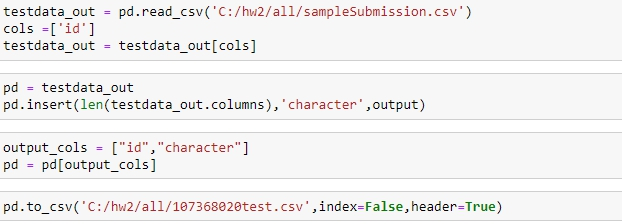 testdata_out = pd.read_csv('C:/hw2/all/sampleSubmission.csv')
cols =['id']
testdata_out = testdata_out[cols]
pd = testdata_out
pd.insert(len(testdata_out.columns),'character',output)
output_cols = ["id","character"]
pd = pd[output_cols]
pd.to_csv('C:/hw2/all/107368020test.csv',index=False,header=True)